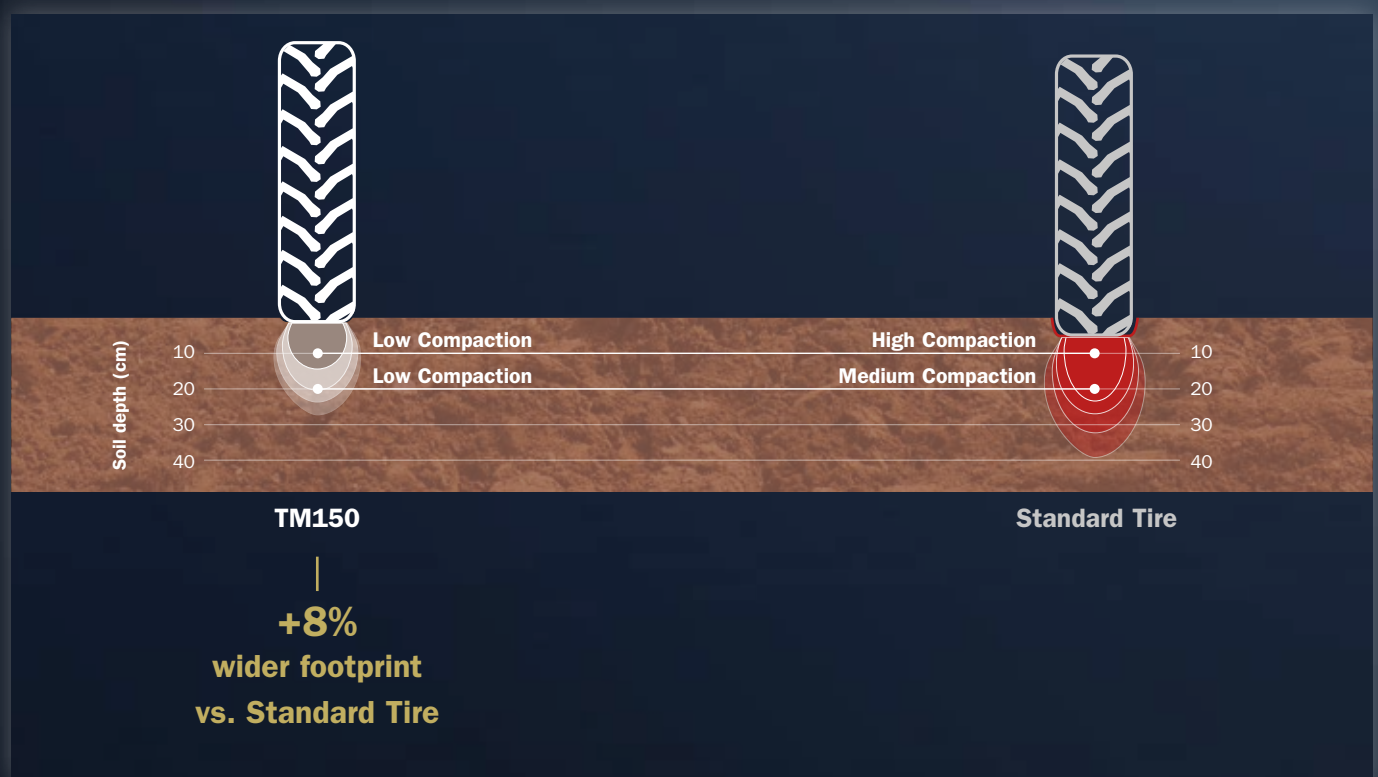 Soil depth (cm)
10
20
30
40
Low Compaction
Low Compaction
High Compaction
Medium Compaction
10
20
30
40
TM150
+8%
wider footprint
vs. Standard Tire
Standard Tire